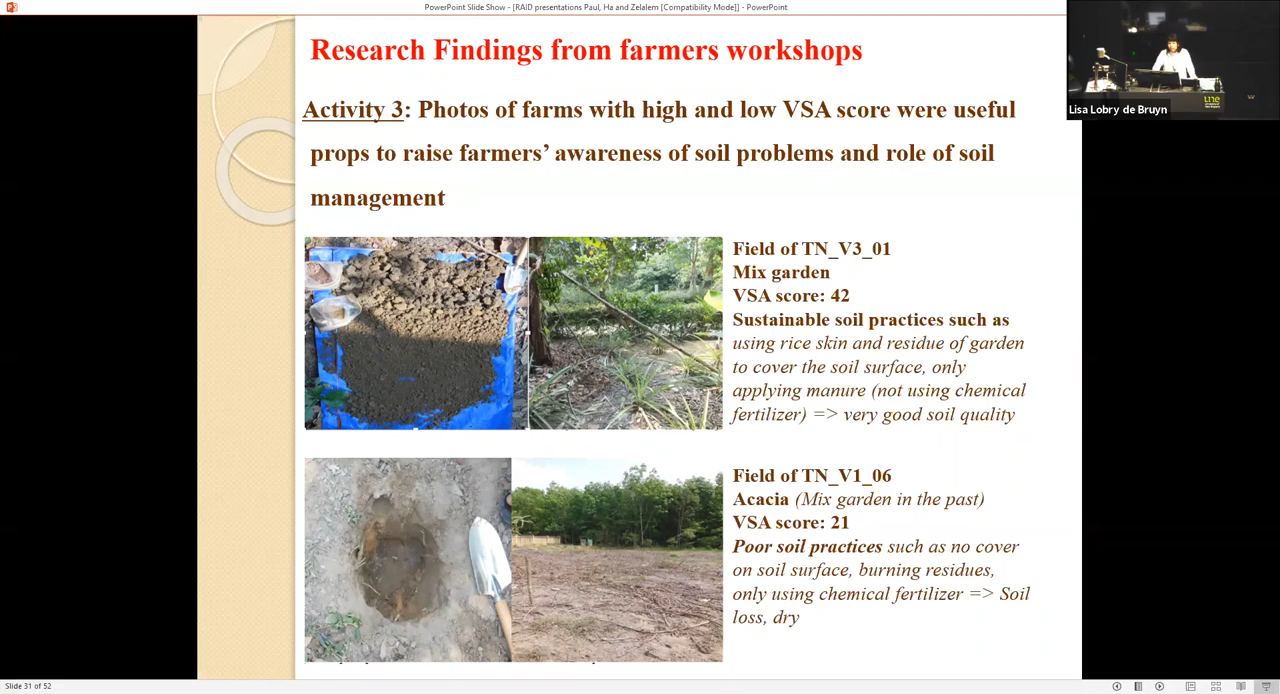 PowerPoint Slide Show - [RAID presentations Paul, Ha and Zelalem [Compatibility Mode]] - PowerPoint
Lisa Lobry de Bruyn
une
Research Findings from farmers workshops
Activity 3: Photos of farms with high and low VSA score were useful
props to raise farmers' awareness of soil problems and role of soil
management
Field of TN_V3_01
Mix garden
VSA score: 42
Sustainable soil practices such as
using rice skin and residue of garden
to cover the soil surface, only
applying manure (not using chemical
fertilizer) => very good soil quality
Field of TN_V1_06
Acacia (Mix garden in the past)
VSA score: 21
Poor soil practices such as no cover
on soil surface, burning residues,
only using chemical fertilizer => Soil
loss, dry
Slide 31 of 52